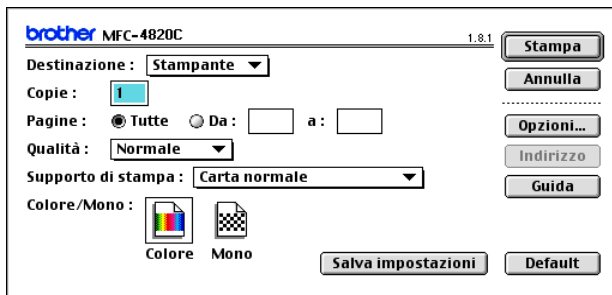 brother MFC-4820C 1.8.1
Stampa
Destinazione : Stampante
Annulla
Copie : 1
Pagine : Tutte Da : a :
Opzioni...
Qualità : Normale
Indirizzo
Supporto di stampa : Carta normale
Guida
Colore/Mono :
Colore Mono
Salva impostazioni Default